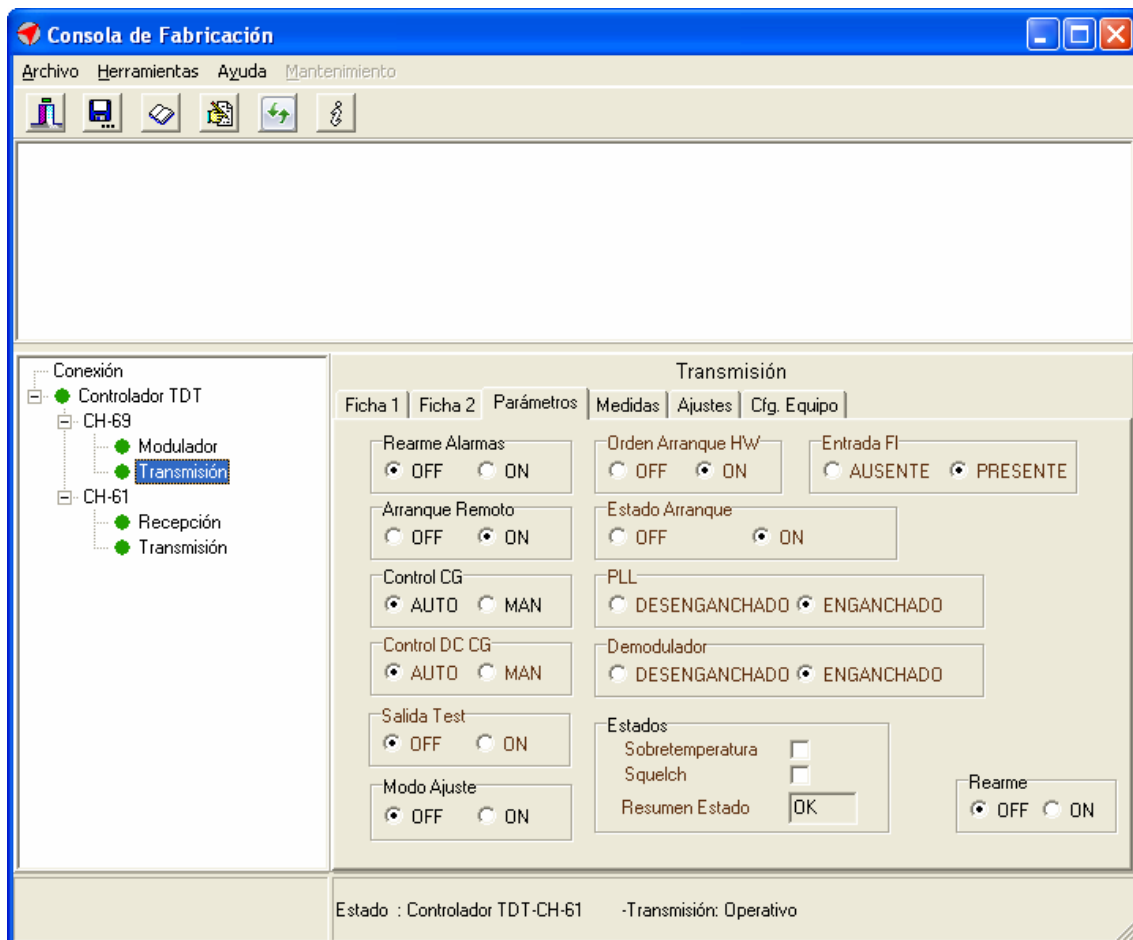 Consola de Fabricación
Archivo Herramientas Ayuda Mantenimiento
Conexión
Controlador TDT
CH-69
Modulador
Transmisión
CH-61
Recepción
Transmisión
Transmisión
Ficha 1 Ficha 2 Parámetros Medidas Ajustes Cfg. Equipo
Rearme Alarmas
OFF ON
Orden Arranque HW
OFF ON
Entrada FI
AUSENTE PRESENTE
Arranque Remoto
OFF ON
Estado Arranque
OFF ON
Control CG
AUTO MAN
PLL
DESENGANCHADO ENGANCHADO
Control DC CG
AUTO MAN
Demodulador
DESENGANCHADO ENGANCHADO
Salida Test
OFF ON
Modo Ajuste
OFF ON
Estados
Sobretemperatura
Squelch
Resumen Estado OK
Rearme
OFF ON
Estado : Controlador TDT-CH-61 -Transmisión: Operativo